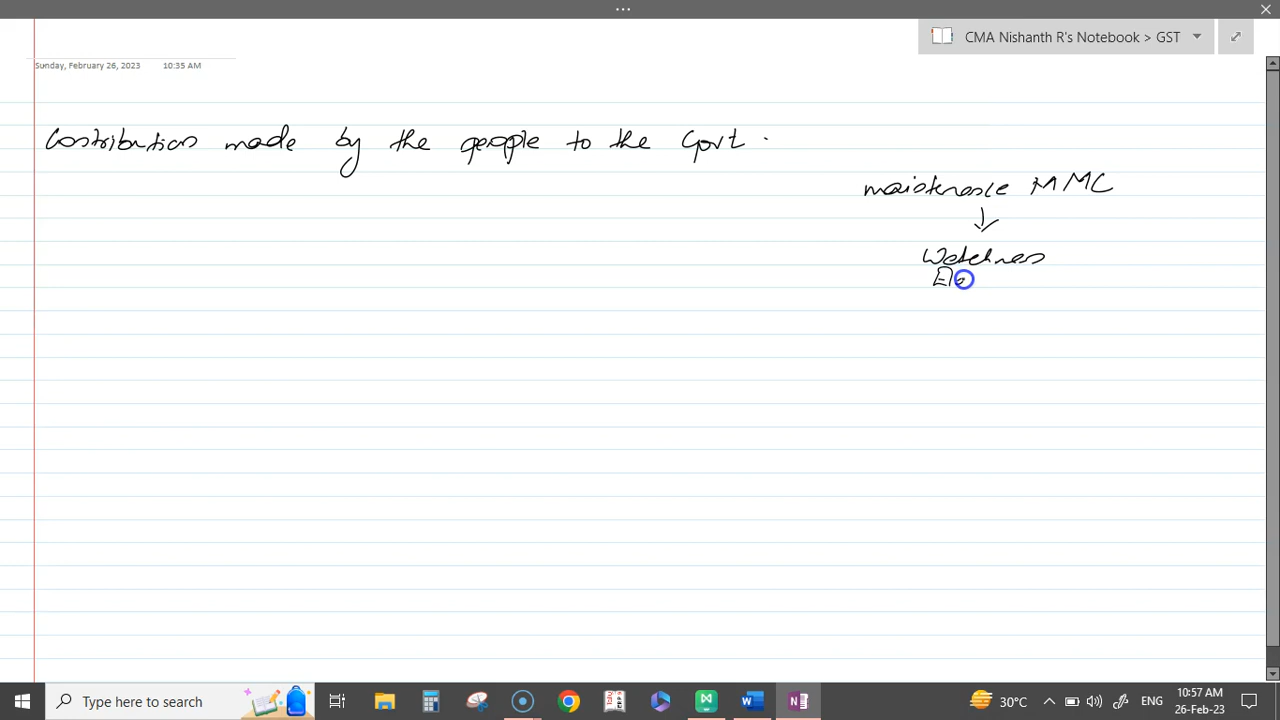 CMA Nishanth R's Notebook > GST
Sunday, February 26, 2023 10:35 AM
Contribution made by the people to the Govt.
maintenance MMC
Watchmen
Type here to search
30°C
ENG
10:57 AM
26-Feb-23